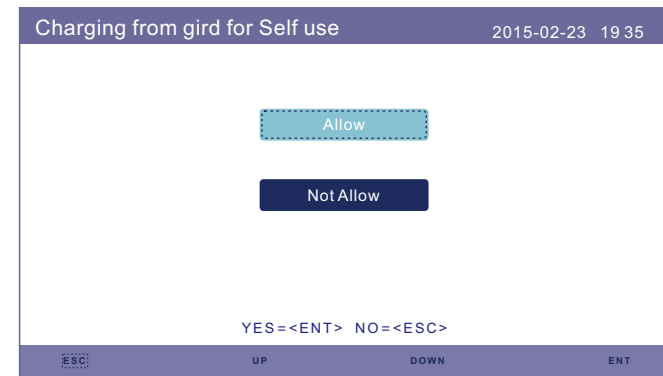 Charging from gird for Self use 2015-02-23 19 35
Allow
Not Allow
YES=<ENT> NO=<ESC>
ESC UP DOWN ENT